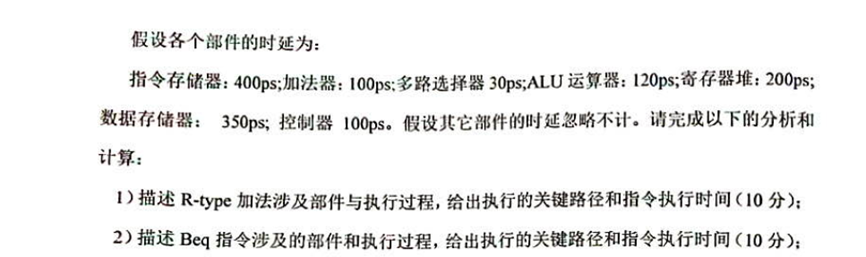 假设各个部件的时延为：
指令存储器：400ps;加法器：100ps;多路选择器 30ps;ALU 运算器：120ps;寄存器堆：200ps;
数据存储器： 350ps; 控制器 100ps。假设其它部件的时延忽略不计。请完成以下的分析和
计算：
1）描述 R-type 加法涉及部件与执行过程，给出执行的关键路径和指令执行时间（10 分）；
2）描述 Beq 指令涉及的部件和执行过程，给出执行的关键路径和指令执行时间（10 分）；